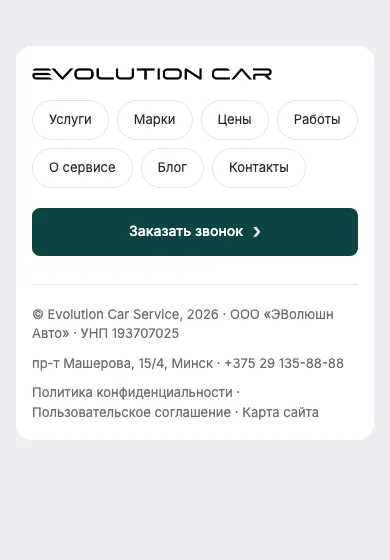 EVOLUTION CAR
Услуги
Марки
Цены
Работы
О сервисе
Блог
Контакты
Заказать звонок
© Evolution Car Service, 2026 · ООО «ЭВолюшн
Авто» · УНП 193707025
пр-т Машерова, 15/4, Минск · +375 29 135-88-88
Политика конфиденциальности ·
Пользовательское соглашение · Карта сайта